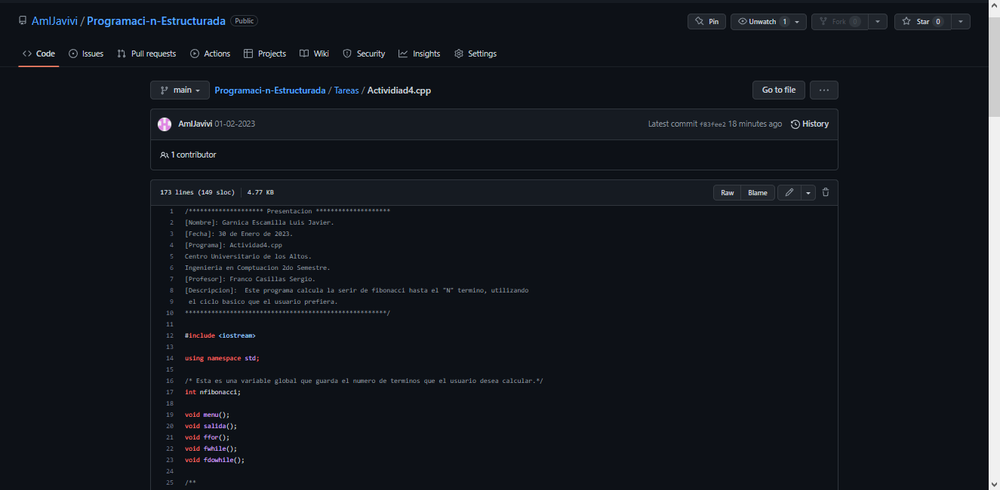 AmIJavivi / Programaci-n-Estructurada Public Pin Unwatch 1 Fork 0 Star 0
Code Issues Pull requests Actions Projects Wiki Security Insights Settings
main Programaci-n-Estructurada / Tareas / Actividiad4.cpp Go to file ...
AmIJavivi 01-02-2023 Latest commit f83fee2 18 minutes ago History
1 contributor
173 lines (149 sloc) 4.77 KB Raw Blame
1 /******************** Presentacion ********************
2 [Nombre]: Garnica Escamilla Luis Javier.
3 [Fecha]: 30 de Enero de 2023.
4 [Programa]: Actividad4.cpp
5 Centro Universitario de los Altos.
6 Ingenieria en Comptuacion 2do Semestre.
7 [Profesor]: Franco Casillas Sergio.
8 [Descripcion]:  Este programa calcula la serir de fibonacci hasta el "N" termino, utilizando
9  el ciclo basico que el usuario prefiera.
10 ******************************************************/
11
12 #include <iostream>
13
14 using namespace std;
15
16 /* Esta es una variable global que guarda el numero de terminos que el usuario desea calcular.*/
17 int nfibonacci;
18
19 void menu();
20 void salida();
21 void ffor();
22 void fwhile();
23 void fdowhile();
24
25 /**